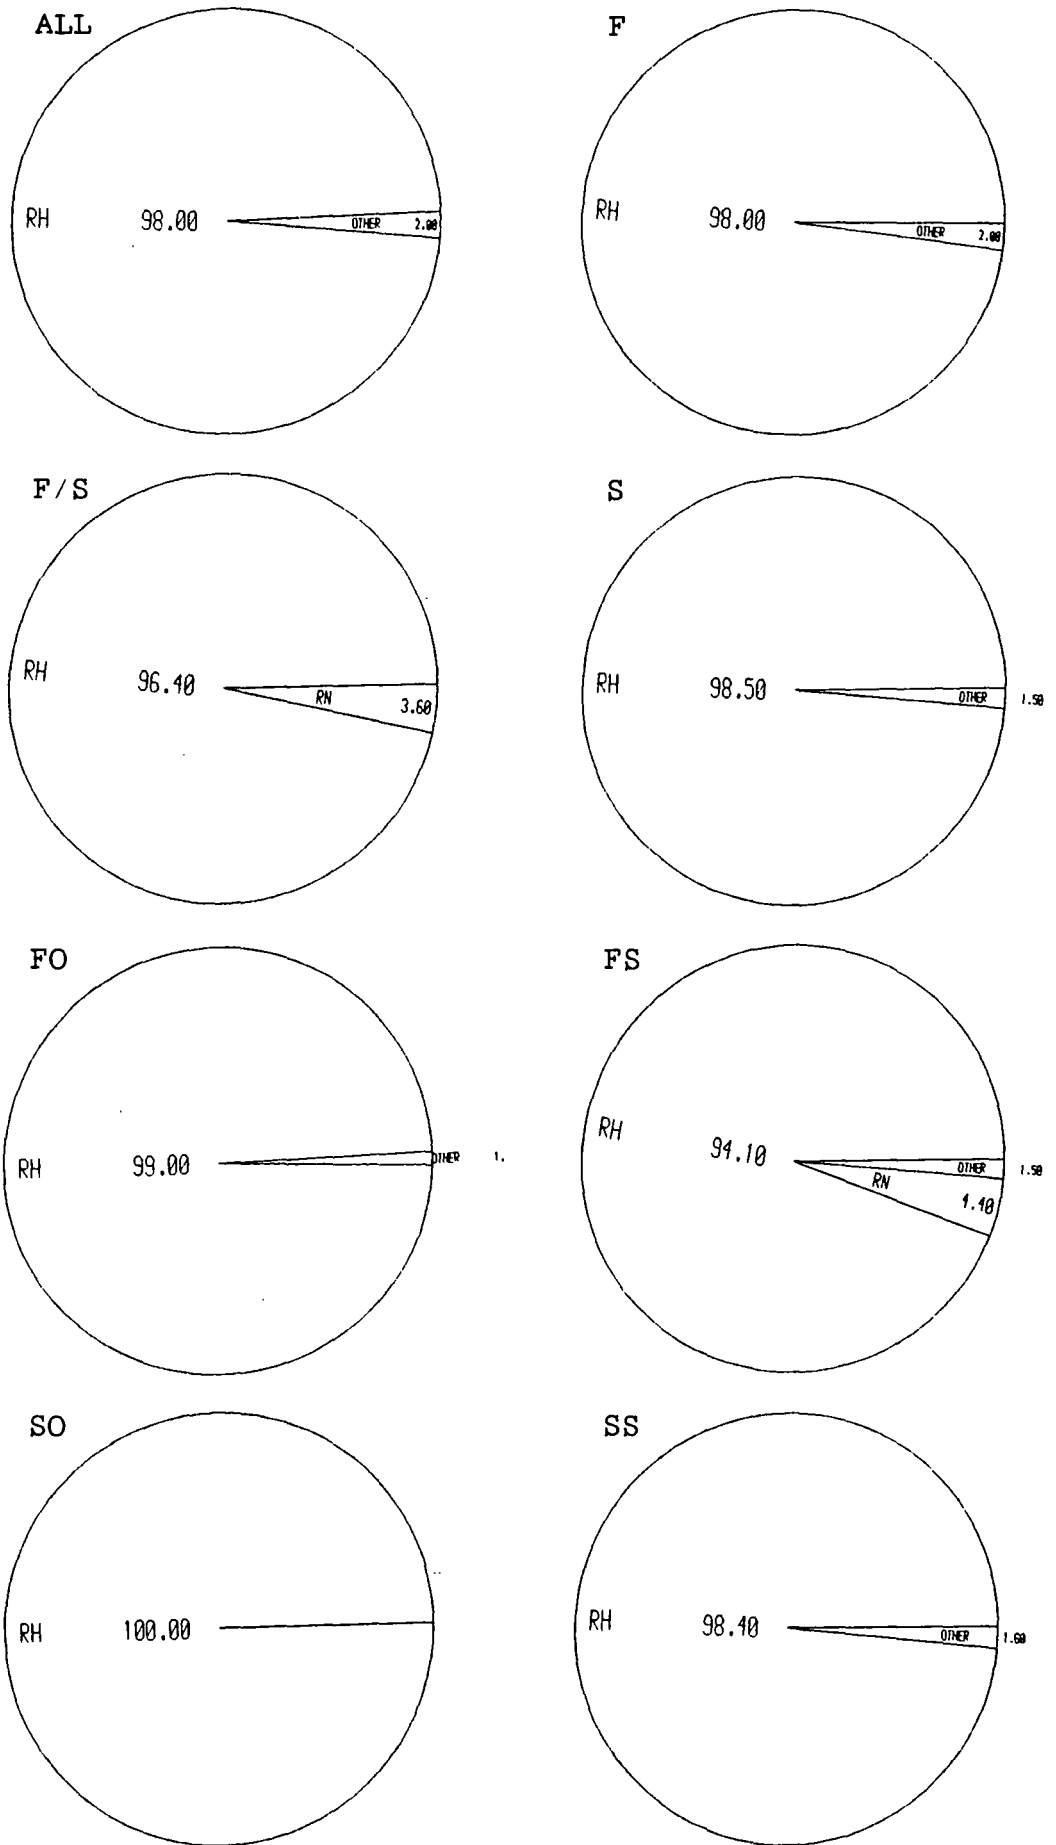 ALL
RH 98.00 OTHER 2.00
F
RH 98.00 OTHER 2.00
F/S
RH 96.40 RN 3.60
S
RH 98.50 OTHER 1.50
FO
RH 99.00 OTHER 1.
FS
RH 94.10 OTHER 1.50
RN 4.40
SO
RH 100.00
SS
RH 98.40 OTHER 1.60